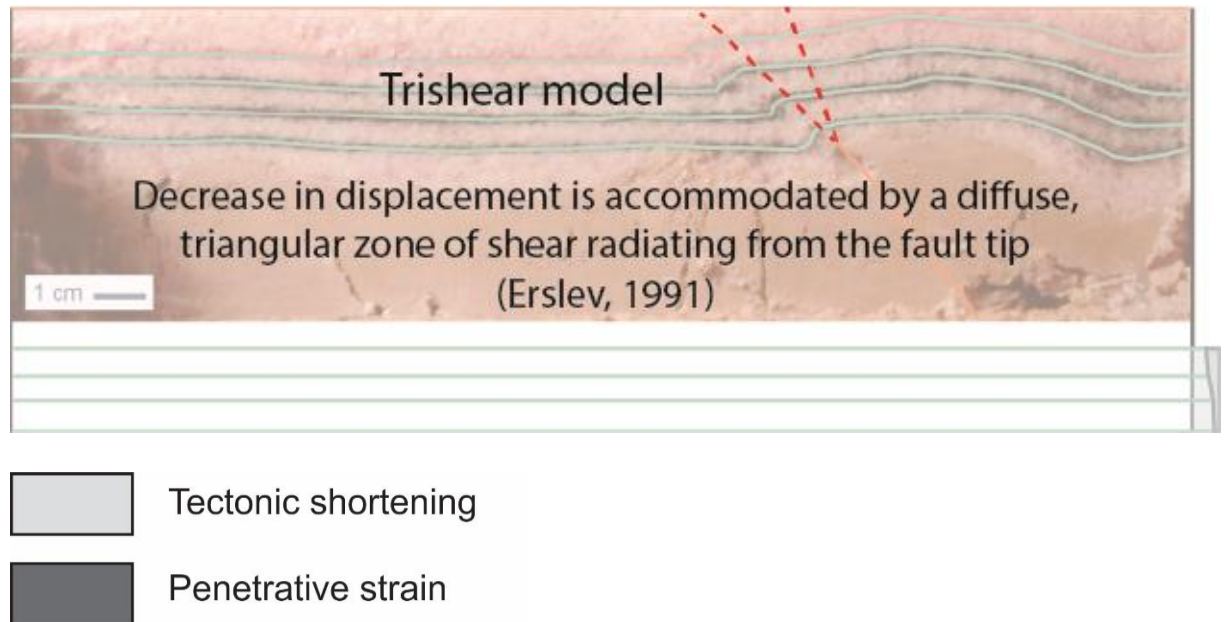 Trishear model
Decrease in displacement is accommodated by a diffuse,
triangular zone of shear radiating from the fault tip
(Erslev, 1991)
1 cm
Tectonic shortening
Penetrative strain